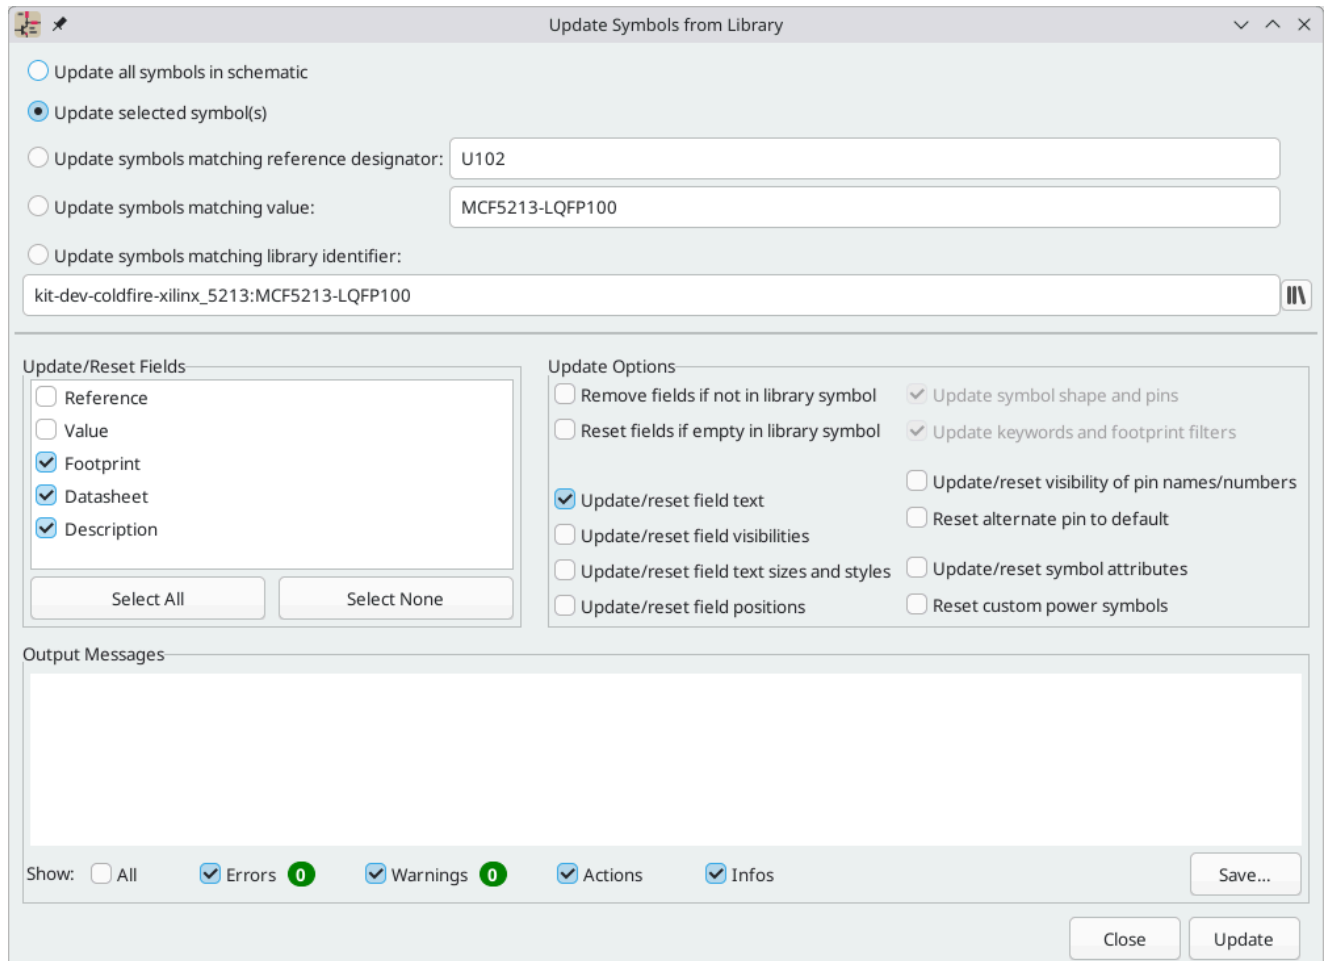 Update Symbols from Library
Update all symbols in schematic
Update selected symbol(s)
Update symbols matching reference designator: U102
Update symbols matching value: MCF5213-LQFP100
Update symbols matching library identifier:
kit-dev-coldfire-xilinx_5213:MCF5213-LQFP100
Update/Reset Fields
Reference
Value
Footprint
Datasheet
Description
Select All Select None
Update Options
Remove fields if not in library symbol
Reset fields if empty in library symbol
Update/reset field text
Update/reset field visibilities
Update/reset field text sizes and styles
Update/reset field positions
Update symbol shape and pins
Update keywords and footprint filters
Update/reset visibility of pin names/numbers
Reset alternate pin to default
Update/reset symbol attributes
Reset custom power symbols
Output Messages
Show: All Errors 0 Warnings 0 Actions Infos Save...
Close Update